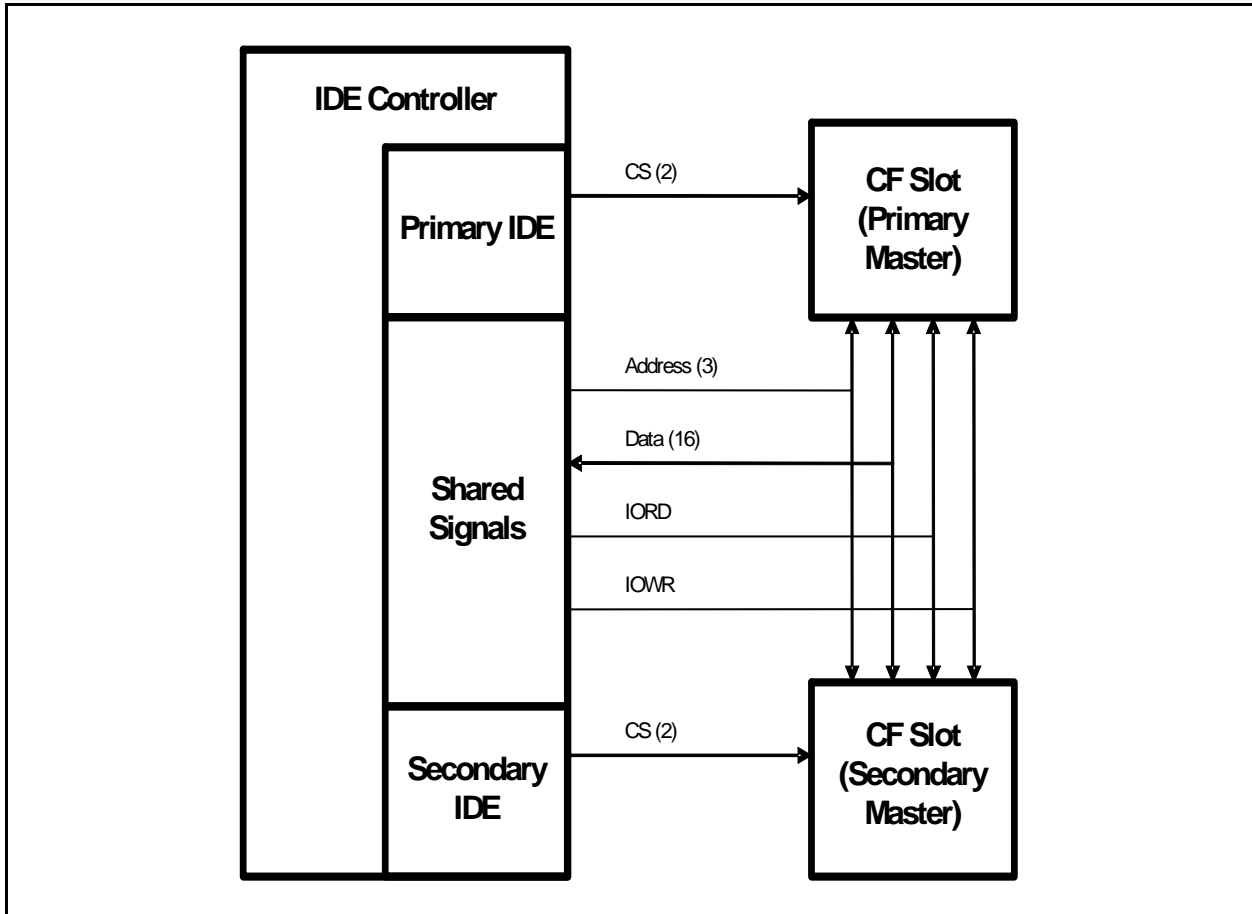 IDE Controller
Primary IDE
Shared
Signals
Secondary
IDE
CS (2)
Address (3)
Data (16)
IORD
IOWR
CS (2)
CF Slot
(Primary
Master)
CF Slot
(Secondary
Master)